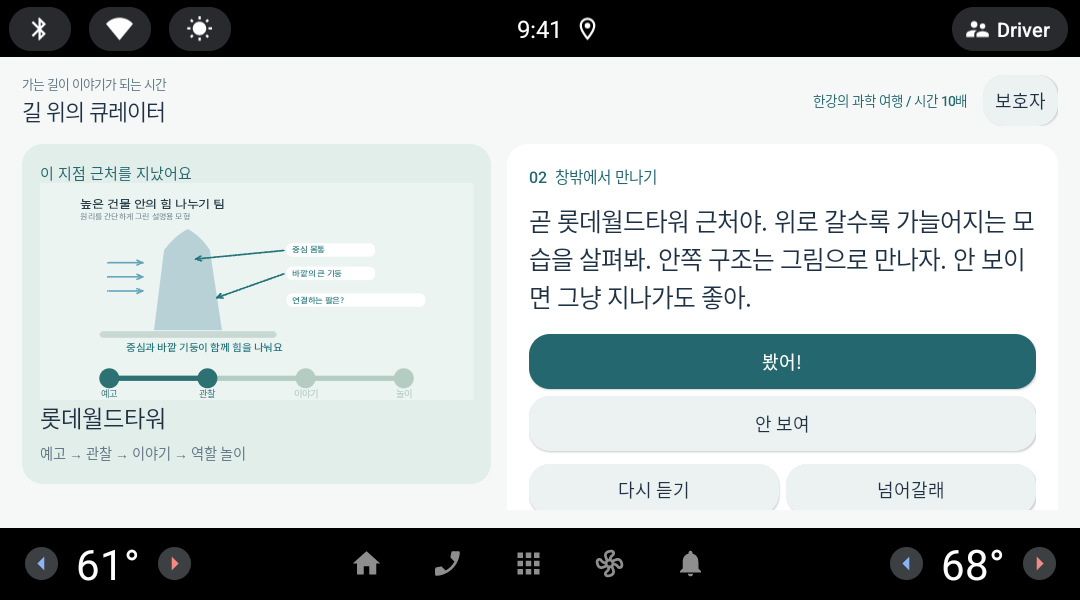 9:41
Driver
가는 길이 이야기가 되는 시간
길 위의 큐레이터
한강의 과학 여행 / 시간 10배
보호자
이 지점 근처를 지났어요
높은 건물 안의 힘 나누기 팀
원리를 간단하게 그린 설명용 모형
중심 몸통
바깥의 큰 기둥
연결하는 팔은?
중심과 바깥 기둥이 함께 힘을 나눠요
예고
관찰
이야기
놀이
롯데월드타워
예고 → 관찰 → 이야기 → 역할 놀이
02 창밖에서 만나기
곧 롯데월드타워 근처야. 위로 갈수록 가늘어지는 모
습을 살펴봐. 안쪽 구조는 그림으로 만나자. 안 보이
면 그냥 지나가도 좋아.
봤어!
안 보여
다시 듣기
넘어갈래
61°
68°